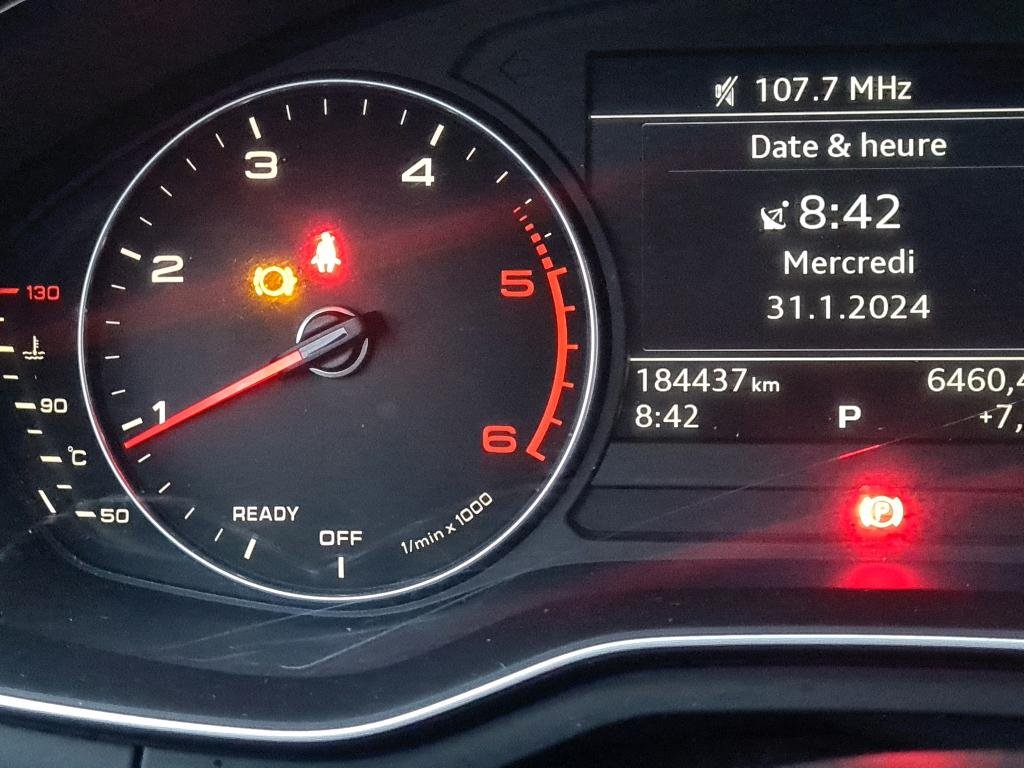 107.7 MHz
Date & heure
8:42
Mercredi
31.1.2024
184437 km
6460,4
8:42
P
+7,
P
1
2
3
4
5
6
1/min x 1000
READY
OFF
130
90
°C
50